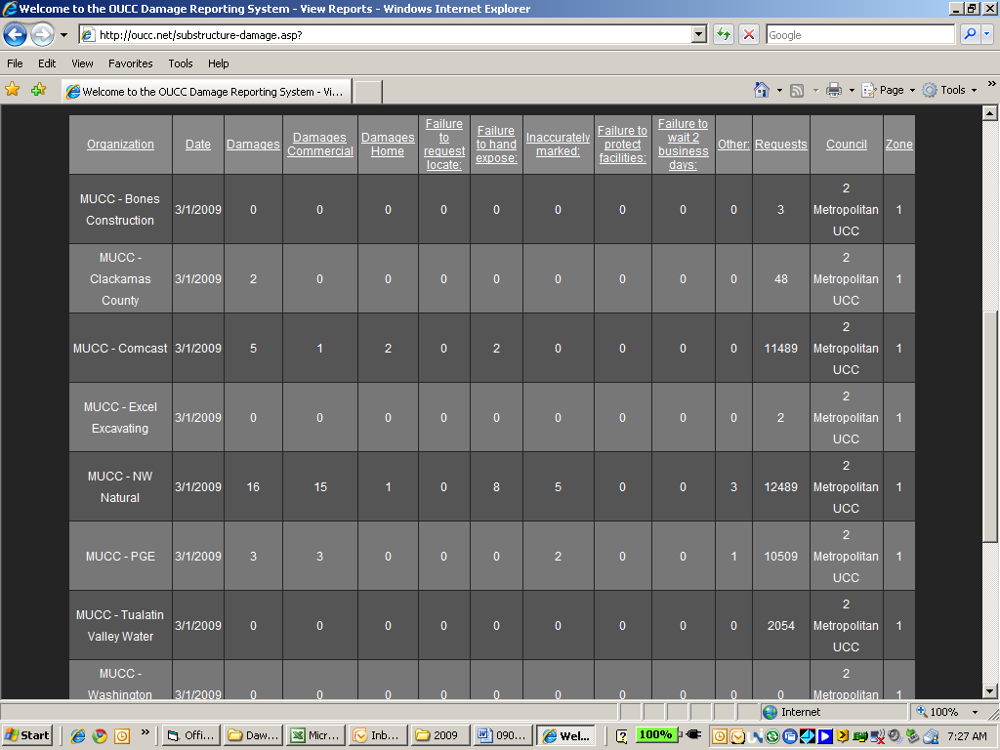 Welcome to the OUCC Damage Reporting System - View Reports - Windows Internet Explorer
http://oucc.net/substructure-damage.asp?
Google
File Edit View Favorites Tools Help
Welcome to the OUCC Damage Reporting System - Vi...
Page Tools
Organization Date Damages Damages Commercial Damages Home Failure to request locate: Failure to hand expose: Inaccurately marked: Failure to protect facilities: Failure to wait 2 business days: Other: Requests Council Zone
MUCC - Bones Construction 3/1/2009 0 0 0 0 0 0 0 0 0 3 2 Metropolitan UCC 1
MUCC - Clackamas County 3/1/2009 2 0 0 0 0 0 0 0 0 48 2 Metropolitan UCC 1
MUCC - Comcast 3/1/2009 5 1 2 0 2 0 0 0 0 11489 2 Metropolitan UCC 1
MUCC - Excel Excavating 3/1/2009 0 0 0 0 0 0 0 0 0 2 2 Metropolitan UCC 1
MUCC - NW Natural 3/1/2009 16 15 1 0 8 5 0 0 3 12489 2 Metropolitan UCC 1
MUCC - PGE 3/1/2009 3 3 0 0 0 2 0 0 1 10509 2 Metropolitan UCC 1
MUCC - Tualatin Valley Water 3/1/2009 0 0 0 0 0 0 0 0 0 2054 2 Metropolitan UCC 1
MUCC - Washington 3/1/2009 0 0 0 0 0 0 0 0 0 0 2 Metropolitan 1
Internet 100%
Start Offi... Daw... Micr... Inb... 2009 090... Wel... 100% 7:27 AM